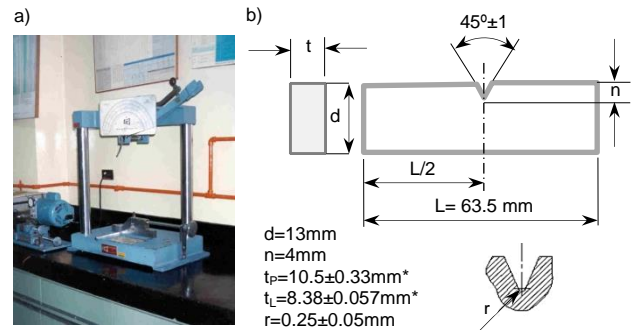 a)
b)
45º±1
t
n
d
L/2
L= 63.5 mm
d=13mm
n=4mm
tP=10.5±0.33mm*
tL=8.38±0.057mm*
r=0.25±0.05mm
r